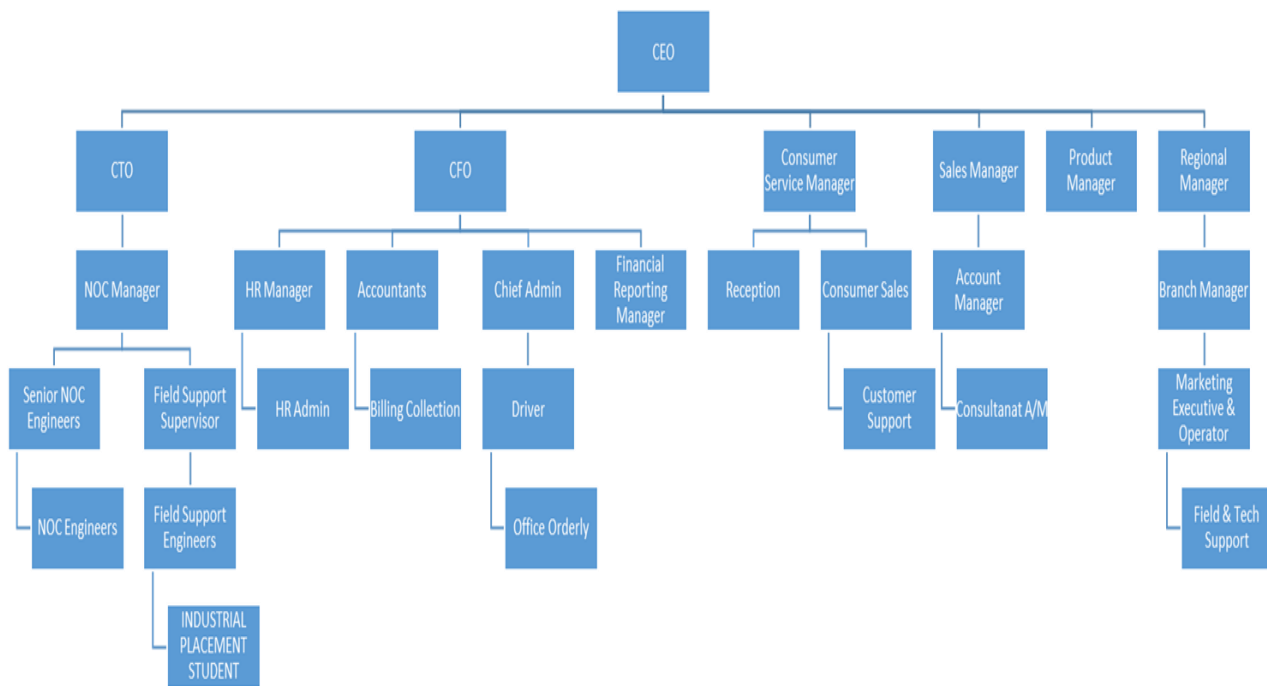 CEO
CTO
CFO
Consumer
Service Manager
Sales Manager
Product
Manager
Regional
Manager
NOC Manager
HR Manager
Accountants
Chief Admin
Financial
Reporting
Manager
Reception
Consumer Sales
Account
Manager
Branch Manager
Senior NOC
Engineers
Field Support
Supervisor
HR Admin
Billing Collection
Driver
Customer
Support
Consultanat A/M
Marketing
Executive &
Operator
NOC Engineers
Field Support
Engineers
Office Orderly
Field & Tech
Support
INDUSTRIAL
PLACEMENT
STUDENT